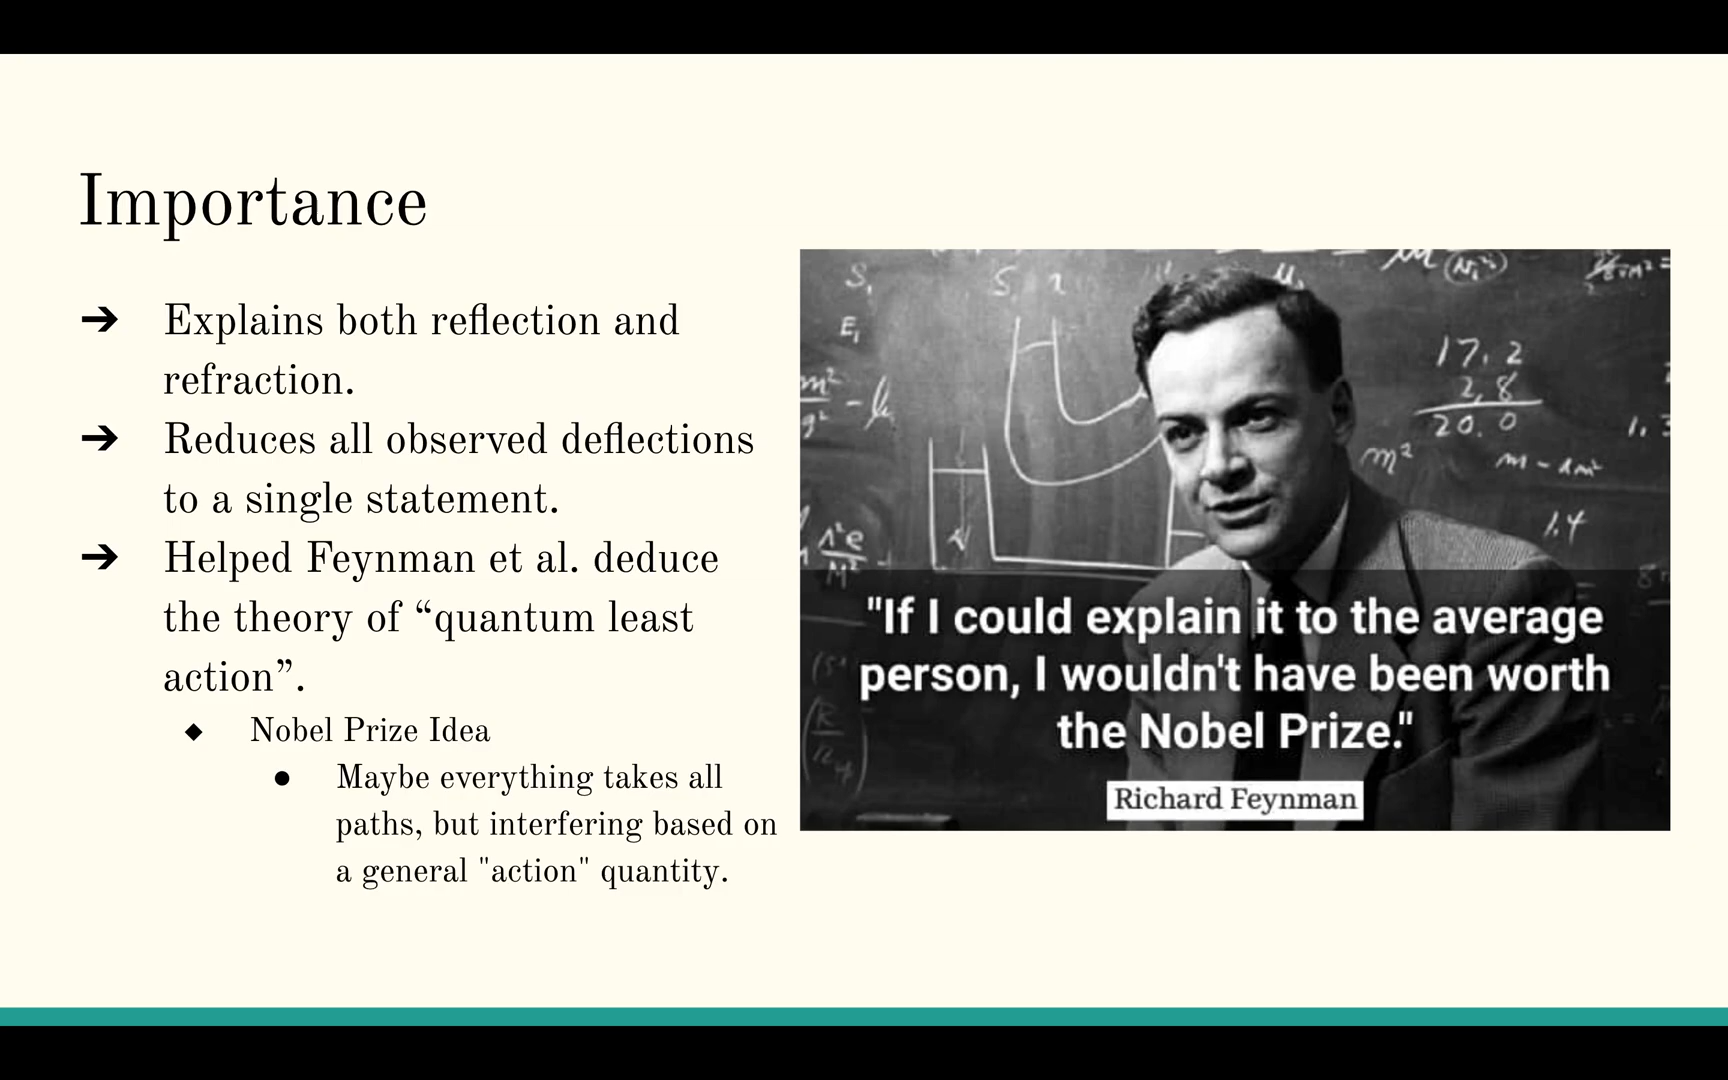 Importance
➔ Explains both reflection and
refraction.
➔ Reduces all observed deflections
to a single statement.
➔ Helped Feynman et al. deduce
the theory of “quantum least
action”.
◆ Nobel Prize Idea
● Maybe everything takes all
paths, but interfering based on
a general "action" quantity.
S,
E,
17.2
2,8
20.0
m²
1.4
"If I could explain it to the average
person, I wouldn't have been worth
the Nobel Prize."
Richard Feynman